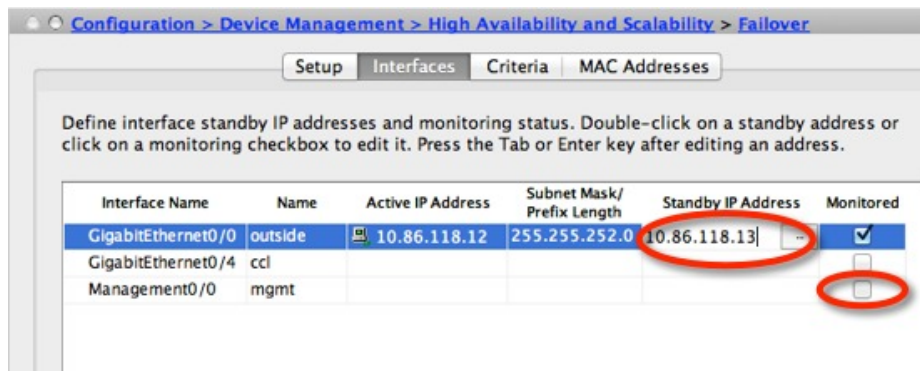 Configuration > Device Management > High Availability and Scalability > Failover
Setup Interfaces Criteria MAC Addresses
Define interface standby IP addresses and monitoring status. Double-click on a standby address or
click on a monitoring checkbox to edit it. Press the Tab or Enter key after editing an address.
Interface Name Name Active IP Address Subnet Mask/ Prefix Length Standby IP Address Monitored
GigabitEthernet0/0 outside 10.86.118.12 255.255.252.0 10.86.118.13 ..
GigabitEthernet0/4 ccl
Management0/0 mgmt